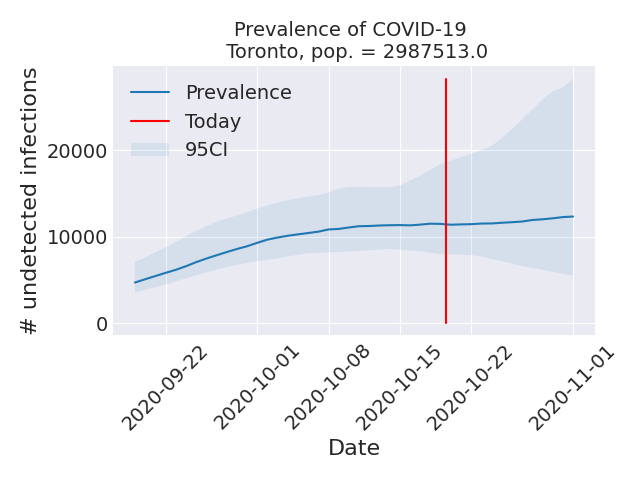 Prevalence of COVID-19
Toronto, pop. = 2987513.0
# undetected infections
20000
10000
0
Prevalence
Today
95CI
2020-09-22
2020-10-01
2020-10-08
2020-10-15
2020-10-22
2020-11-01
Date